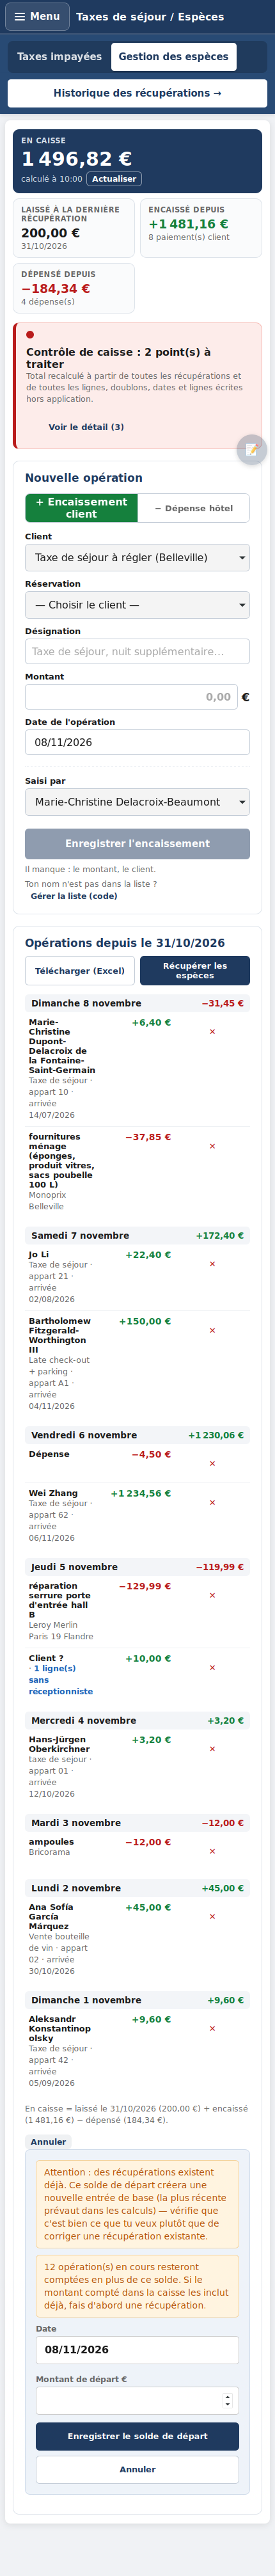 Menu
Taxes de séjour / Espèces
Taxes impayées
Gestion des espèces
Historique des récupérations →
EN CAISSE
1 496,82 €
calculé à 10:00
Actualiser
LAISSÉ À LA DERNIÈRE
RÉCUPÉRATION
200,00 €
31/10/2026
ENCAISSÉ DEPUIS
+1 481,16 €
8 paiement(s) client
DÉPENSÉ DEPUIS
−184,34 €
4 dépense(s)
Contrôle de caisse : 2 point(s) à
traiter
Total recalculé à partir de toutes les récupérations et
de toutes les lignes, doublons, dates et lignes écrites
hors application.
Voir le détail (3)
Nouvelle opération
+ Encaissement
client
− Dépense hôtel
Client
Taxe de séjour à régler (Belleville)
Réservation
— Choisir le client —
Désignation
Taxe de séjour, nuit supplémentaire…
Montant
0,00 €
Date de l'opération
08/11/2026
Saisi par
Marie-Christine Delacroix-Beaumont
Enregistrer l'encaissement
Il manque : le montant, le client.
Ton nom n'est pas dans la liste ?
Gérer la liste (code)
Opérations depuis le 31/10/2026
Télécharger (Excel)
Récupérer les
espèces
Dimanche 8 novembre −31,45 €
Marie-
Christine
Dupont-
Delacroix de
la Fontaine-
Saint-Germain
+6,40 €
×
Taxe de séjour ·
appart 10 ·
arrivée
14/07/2026
fournitures
ménage
(éponges,
produit vitres,
sacs poubelle
100 L)
−37,85 €
×
Monoprix
Belleville
Samedi 7 novembre +172,40 €
Jo Li
+22,40 €
×
Taxe de séjour ·
appart 21 ·
arrivée
02/08/2026
Bartholomew
Fitzgerald-
Worthington
III
+150,00 €
×
Late check-out
+ parking ·
appart A1 ·
arrivée
04/11/2026
Vendredi 6 novembre +1 230,06 €
Dépense
−4,50 €
×
Wei Zhang
+1 234,56 €
×
Taxe de séjour ·
appart 62 ·
arrivée
06/11/2026
Jeudi 5 novembre −119,99 €
réparation
serrure porte
d'entrée hall
B
−129,99 €
×
Leroy Merlin
Paris 19 Flandre
Client ?
+10,00 €
×
· 1 ligne(s)
sans
réceptionniste
Mercredi 4 novembre +3,20 €
Hans-Jürgen
Oberkirchner
+3,20 €
×
taxe de sejour ·
appart 01 ·
arrivée
12/10/2026
Mardi 3 novembre −12,00 €
ampoules
−12,00 €
×
Bricorama
Lundi 2 novembre +45,00 €
Ana Sofía
García
Márquez
+45,00 €
×
Vente bouteille
de vin · appart
02 · arrivée
30/10/2026
Dimanche 1 novembre +9,60 €
Aleksandr
Konstantinop
olsky
+9,60 €
×
Taxe de séjour ·
appart 42 ·
arrivée
05/09/2026
En caisse = laissé le 31/10/2026 (200,00 €) + encaissé
(1 481,16 €) − dépensé (184,34 €).
Annuler
Attention : des récupérations existent
déjà. Ce solde de départ créera une
nouvelle entrée de base (la plus récente
prévaut dans les calculs) — vérifie que
c'est bien ce que tu veux plutôt que de
corriger une récupération existante.
12 opération(s) en cours resteront
comptées en plus de ce solde. Si le
montant compté dans la caisse les inclut
déjà, fais d'abord une récupération.
Date
08/11/2026
Montant de départ €
Enregistrer le solde de départ
Annuler